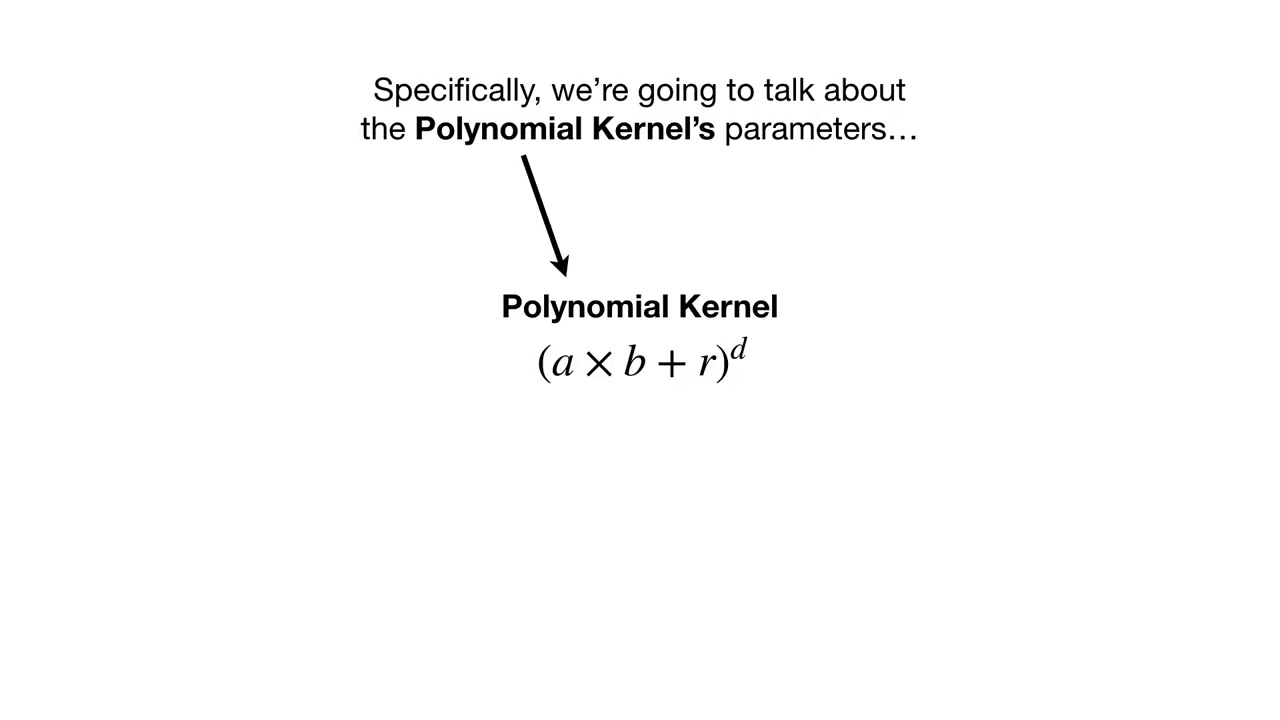 Specifically, we’re going to talk about
the Polynomial Kernel’s parameters…
Polynomial Kernel
(a × b + r)^d